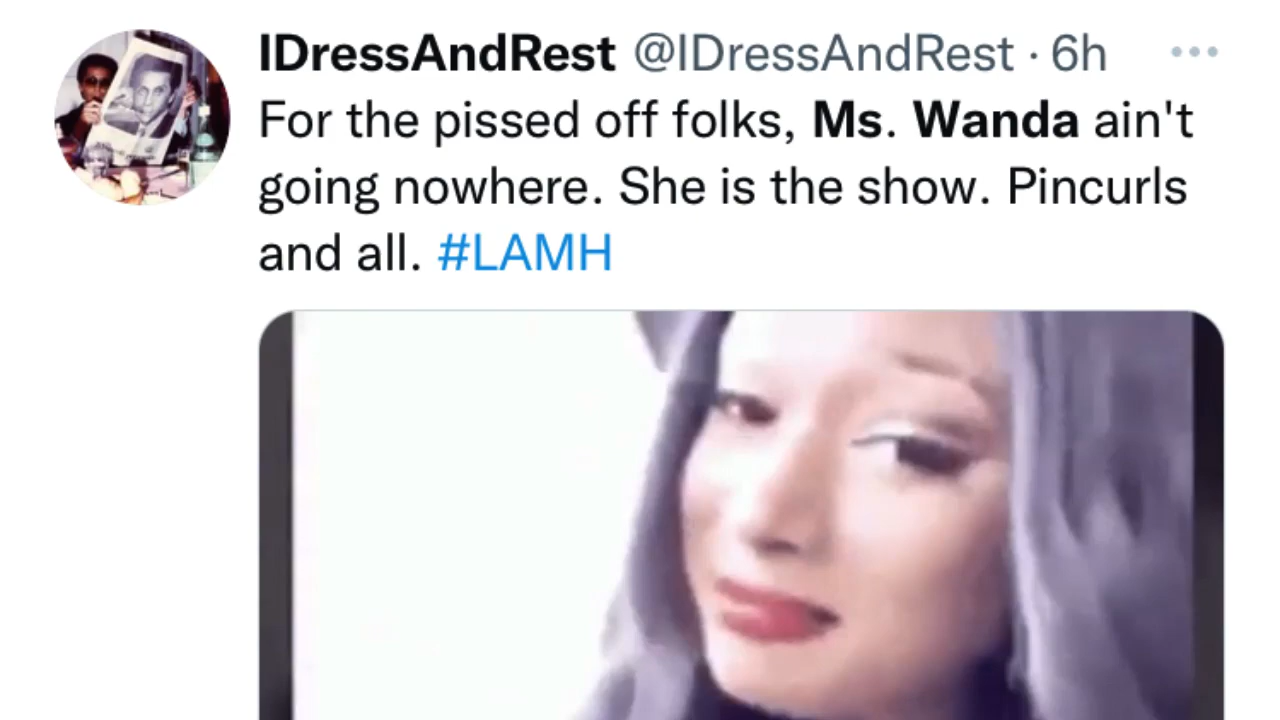 IDressAndRest @IDressAndRest · 6h
For the pissed off folks, Ms. Wanda ain't
going nowhere. She is the show. Pincurls
and all. #LAMH